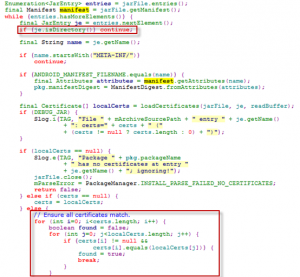 Enumeration<JarEntry> entries = jarFile.entries();
final Manifest manifest = jarFile.getManifest();
while (entries.hasMoreElements()) {
final JarEntry je = entries.nextElement();
if (je.isDirectory()) continue;
final String name = je.getName();
if (name.startsWith("META-INF/"))
continue;
if (ANDROID_MANIFEST_FILENAME.equals(name)) {
final Attributes attributes = manifest.getAttributes(name);
pkg.manifestDigest = ManifestDigest.fromAttributes(attributes);
}
final Certificate[] localCerts = loadCertificates(jarFile, je, readBuffer);
if (DEBUG_JAR) {
Slog.i(TAG, "File " + mArchiveSourcePath + " entry " + je.getName()
+ ": certs=" + certs + " ("
+ (certs != null ? certs.length : 0) + ")");
}
if (localCerts == null) {
Slog.e(TAG, "Package " + pkg.packageName
+ " has no certificates at entry "
+ je.getName() + "; ignoring!");
jarFile.close();
mParseError = PackageManager.INSTALL_PARSE_FAILED_NO_CERTIFICATES;
return false;
} else if (certs == null) {
certs = localCerts;
} else {
// Ensure all certificates match.
for (int i=0; i<certs.length; i++) {
boolean found = false;
for (int j=0; j<localCerts.length; j++) {
if (certs[i] != null &&
certs[i].equals(localCerts[j])) {
found = true;
break;
}
}